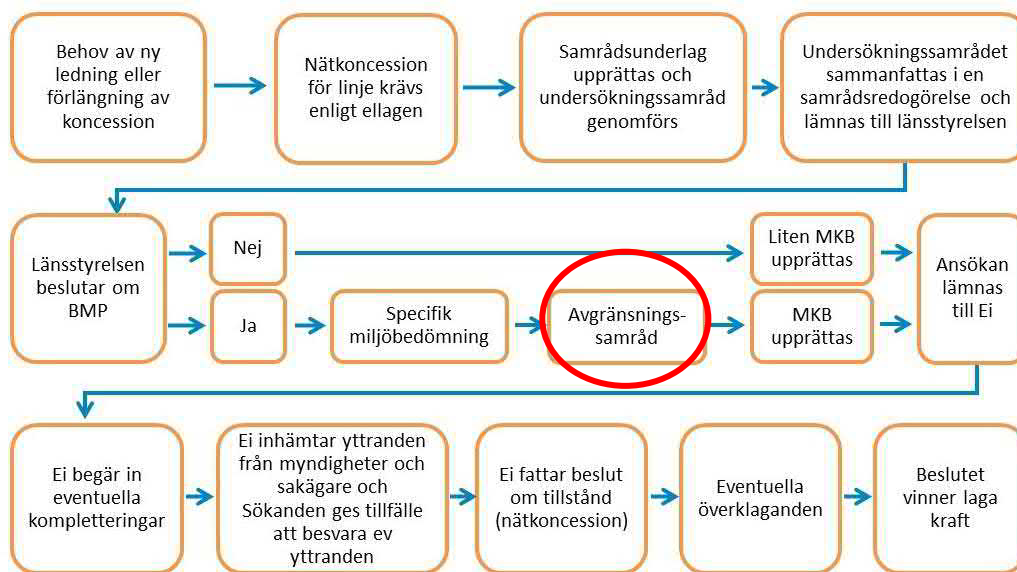 Behov av ny
ledning eller
förlängning av
koncession
Nätkoncession
för linje krävs
enligt ellagen
Samrådsunderlag
upprättas och
undersökningssamråd
genomförs
Undersökningssamrådet
sammanfattas i en
samrådsredogörelse och
lämnas till länsstyrelsen
Länsstyrelsen
beslutar om
BMP
Nej
Liten MKB
upprättas
Ja
Specifik
miljöbedömning
Avgränsnings-
samråd
MKB
upprättas
Ansökan
lämnas
till Ei
Ei begär in
eventuella
kompletteringar
Ei inhämtar yttranden
från myndigheter och
sakägare och
Sökanden ges tillfälle
att besvara ev
yttranden
Ei fattar beslut
om tillstånd
(nätkoncession)
Eventuella
överklaganden
Beslutet
vinner laga
kraft